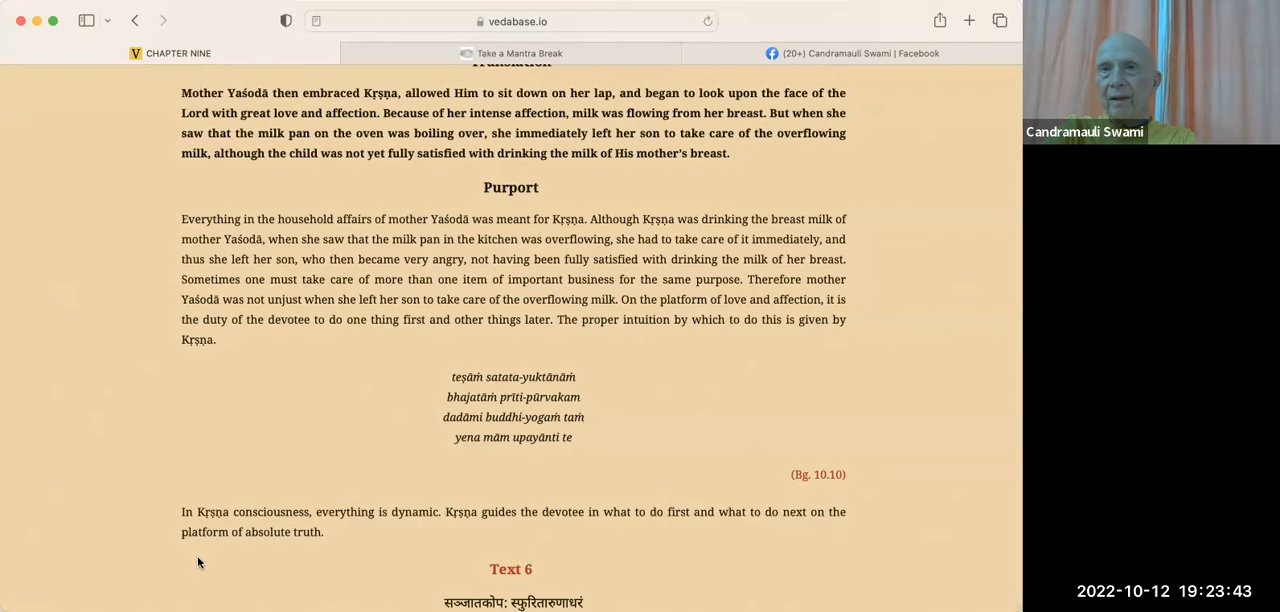 vedabase.io
CHAPTER NINE
Take a Mantra Break
(20+) Candramauli Swami | Facebook
Translation
Mother Yaśodā then embraced Kṛṣṇa, allowed Him to sit down on her lap, and began to look upon the face of the
Lord with great love and affection. Because of her intense affection, milk was flowing from her breast. But when she
saw that the milk pan on the oven was boiling over, she immediately left her son to take care of the overflowing
milk, although the child was not yet fully satisfied with drinking the milk of His mother’s breast.
Purport
Everything in the household affairs of mother Yaśodā was meant for Kṛṣṇa. Although Kṛṣṇa was drinking the breast milk of
mother Yaśodā, when she saw that the milk pan in the kitchen was overflowing, she had to take care of it immediately, and
thus she left her son, who then became very angry, not having been fully satisfied with drinking the milk of her breast.
Sometimes one must take care of more than one item of important business for the same purpose. Therefore mother
Yaśodā was not unjust when she left her son to take care of the overflowing milk. On the platform of love and affection, it is
the duty of the devotee to do one thing first and other things later. The proper intuition by which to do this is given by
Kṛṣṇa.
teṣāṁ satata-yuktānāṁ
bhajatāṁ prīti-pūrvakam
dadāmi buddhi-yogaṁ taṁ
yena mām upayānti te
(Bg. 10.10)
In Kṛṣṇa consciousness, everything is dynamic. Kṛṣṇa guides the devotee in what to do first and what to do next on the
platform of absolute truth.
Text 6
सञ्जातकोप: स्फुरितारुणाधरं
Candramauli Swami
2022-10-12 19:23:43